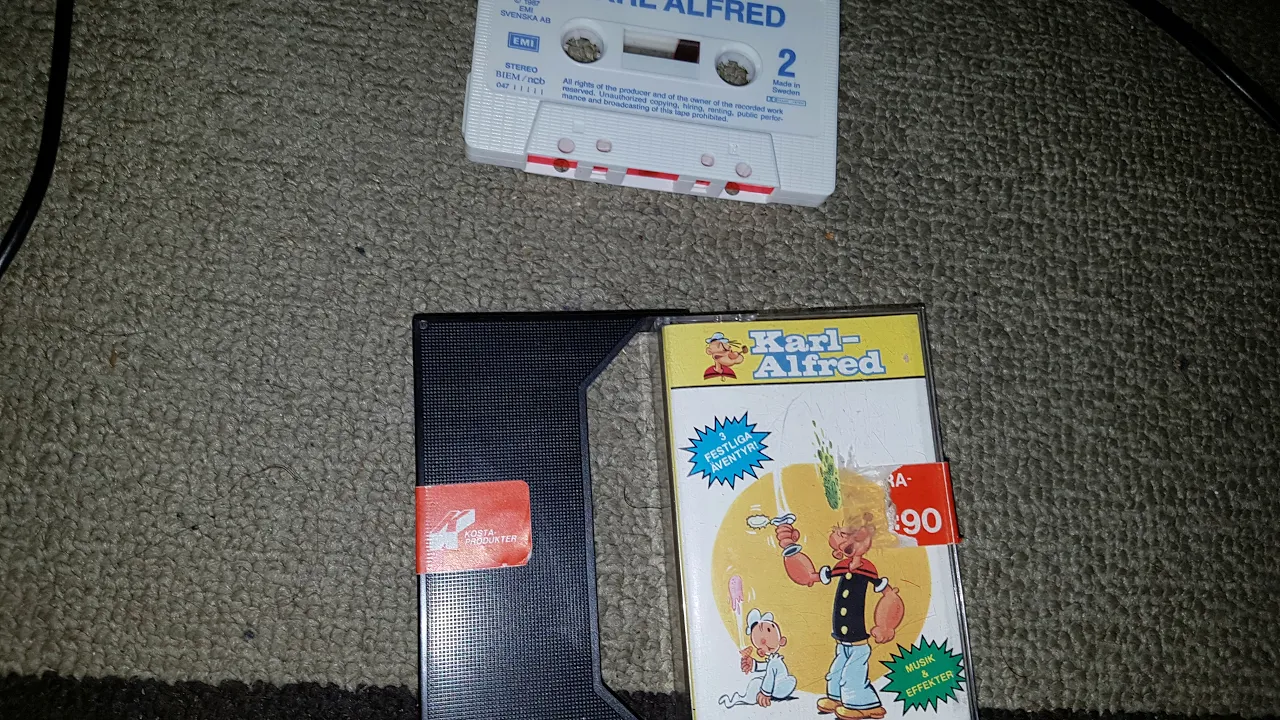 © 1987
EMI
SVENSKA AB
ALFRED
EMI
2
STEREO
BIEM/ncb
047 11111
Made in
Sweden
All rights of the producer and of the owner of the recorded work
reserved. Unauthorized copying, hiring, renting, public perfor-
mance and broadcasting of this tape prohibited.
Karl-
Alfred
3
FESTLIGA
ÄVENTYR!
RA-
:90
KOSTA-
PRODUKTER
MUSIK
&
EFFEKTER